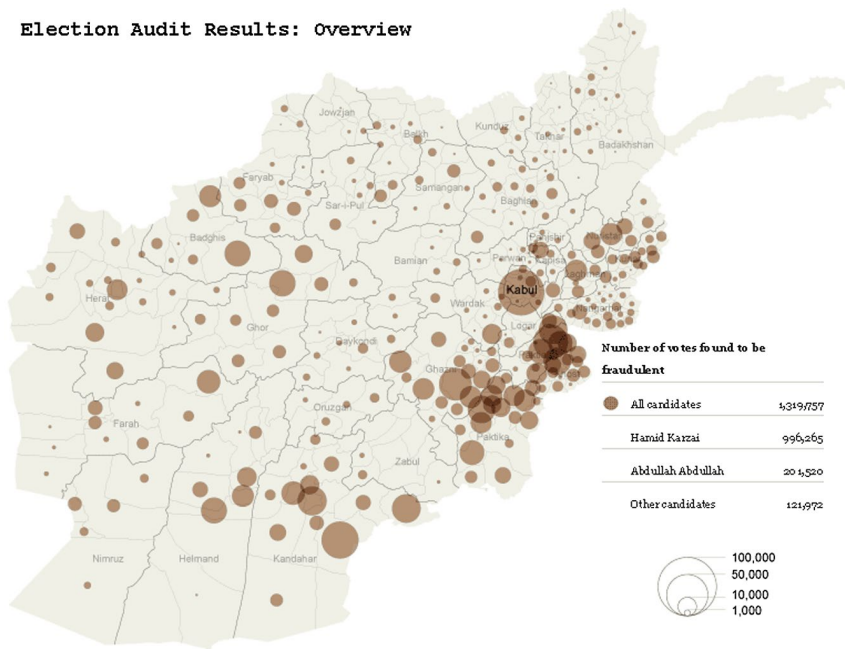 Election Audit Results: Overview
Jowzjan
Balkh
Kunduz
Takhar
Badakhshan
Faryab
Sar-i-Pul
Samangan
Baghlan
Badghis
Panjshir
Nuristan
Bamian
Parwan
Kapisa
Laghman
Kabul
Herat
Wardak
Nangarhar
Ghor
Logar
Daykondi
Ghazni
Number of votes found to be
fraudulent
All candidates 1,319,757
Hamid Karzai 996,265
Abdullah Abdullah 201,520
Other candidates 121,972
Oruzgan
Farah
Paktika
Zabul
Nimruz
Helmand
Kandahar
100,000
50,000
10,000
1,000